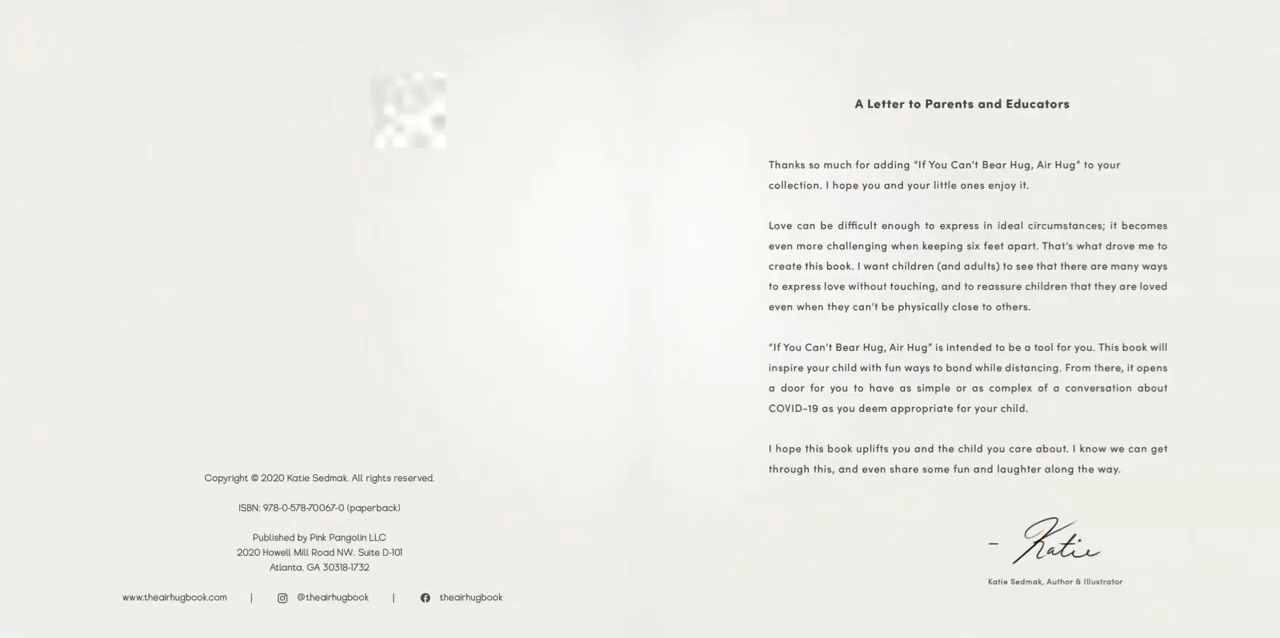 Copyright © 2020 Katie Sedmak. All rights reserved.
ISBN: 978-0-578-70067-0 (paperback)
Published by Pink Pangolin LLC
2020 Howell Mill Road NW. Suite D-101
Atlanta. GA 30318-1732
www.theairhugbook.com | @theairhugbook | theairhugbook
A Letter to Parents and Educators
Thanks so much for adding “If You Can’t Bear Hug, Air Hug” to your
collection. I hope you and your little ones enjoy it.
Love can be difficult enough to express in ideal circumstances; it becomes
even more challenging when keeping six feet apart. That’s what drove me to
create this book. I want children (and adults) to see that there are many ways
to express love without touching, and to reassure children that they are loved
even when they can’t be physically close to others.
“If You Can’t Bear Hug, Air Hug” is intended to be a tool for you. This book will
inspire your child with fun ways to bond while distancing. From there, it opens
a door for you to have as simple or as complex of a conversation about
COVID-19 as you deem appropriate for your child.
I hope this book uplifts you and the child you care about. I know we can get
through this, and even share some fun and laughter along the way.
– Katie
Katie Sedmak, Author & Illustrator